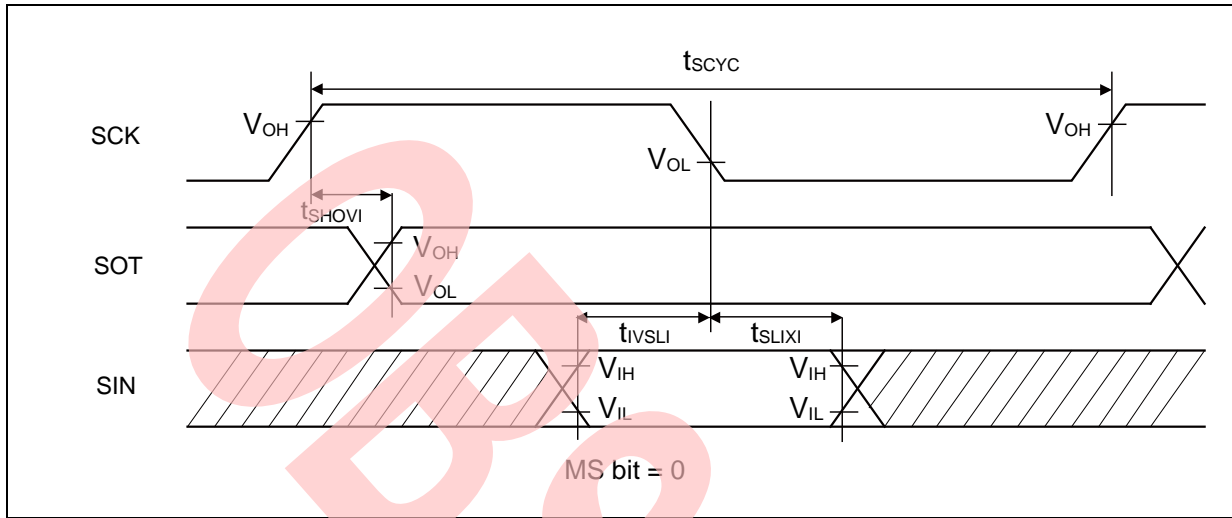 tSCYC
SCK
VOH
VOL
VOH
tSHOVI
SOT
VOH
VOL
tIVSLI
tSLIXI
SIN
VIH
VIL
VIH
VIL
MS bit = 0